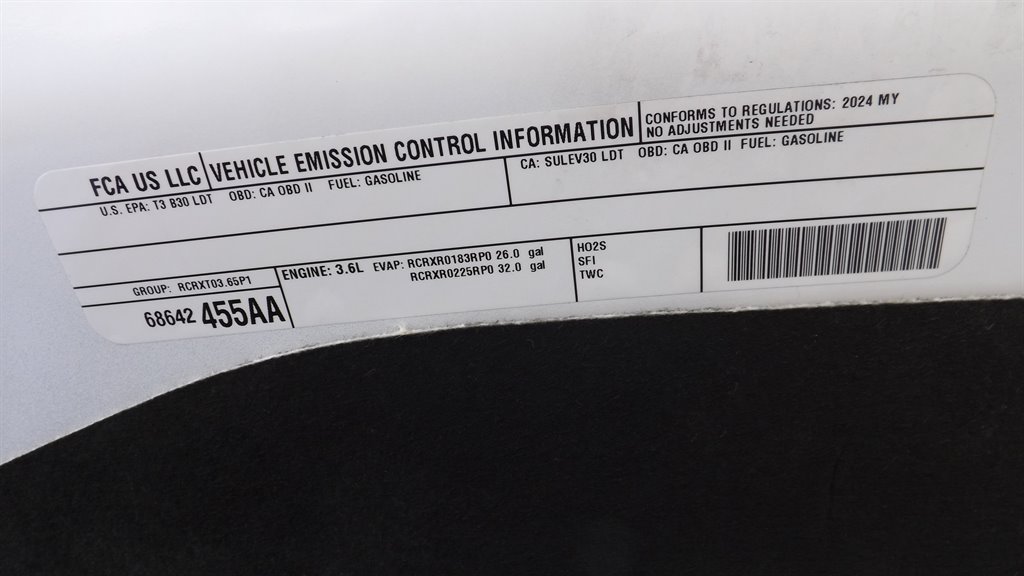 FCA US LLC VEHICLE EMISSION CONTROL INFORMATION
CONFORMS TO REGULATIONS: 2024 MY
NO ADJUSTMENTS NEEDED
U.S. EPA: T3 B30 LDT OBD: CA OBD II FUEL: GASOLINE
CA: SULEV30 LDT OBD: CA OBD II FUEL: GASOLINE
GROUP: RCRXT03.65P1
68642 455AA
ENGINE: 3.6L EVAP: RCRXR0183RP0 26.0 gal
RCRXR0225RP0 32.0 gal
HO2S
SFI
TWC